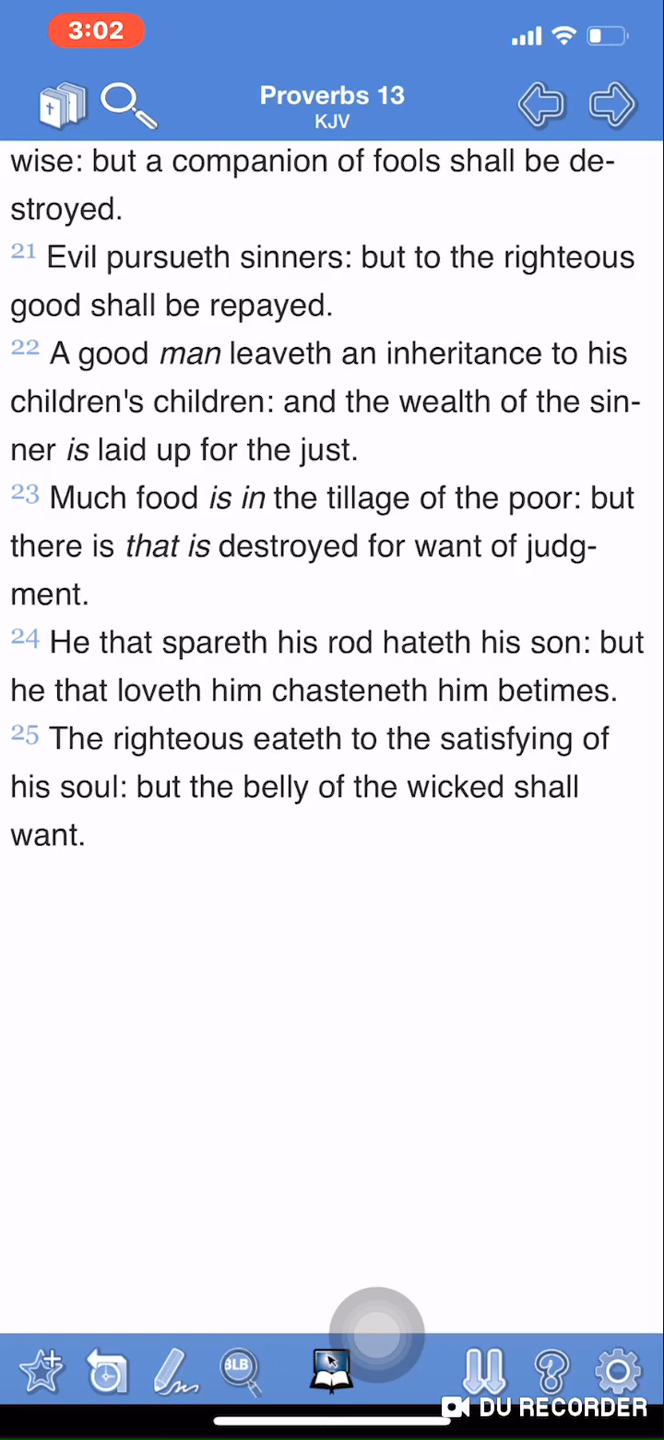 3:02
Proverbs 13
KJV
wise: but a companion of fools shall be de-
stroyed.
21 Evil pursueth sinners: but to the righteous
good shall be repayed.
22 A good man leaveth an inheritance to his
children's children: and the wealth of the sin-
ner is laid up for the just.
23 Much food is in the tillage of the poor: but
there is that is destroyed for want of judg-
ment.
24 He that spareth his rod hateth his son: but
he that loveth him chasteneth him betimes.
25 The righteous eateth to the satisfying of
his soul: but the belly of the wicked shall
want.
BLB
DU RECORDER